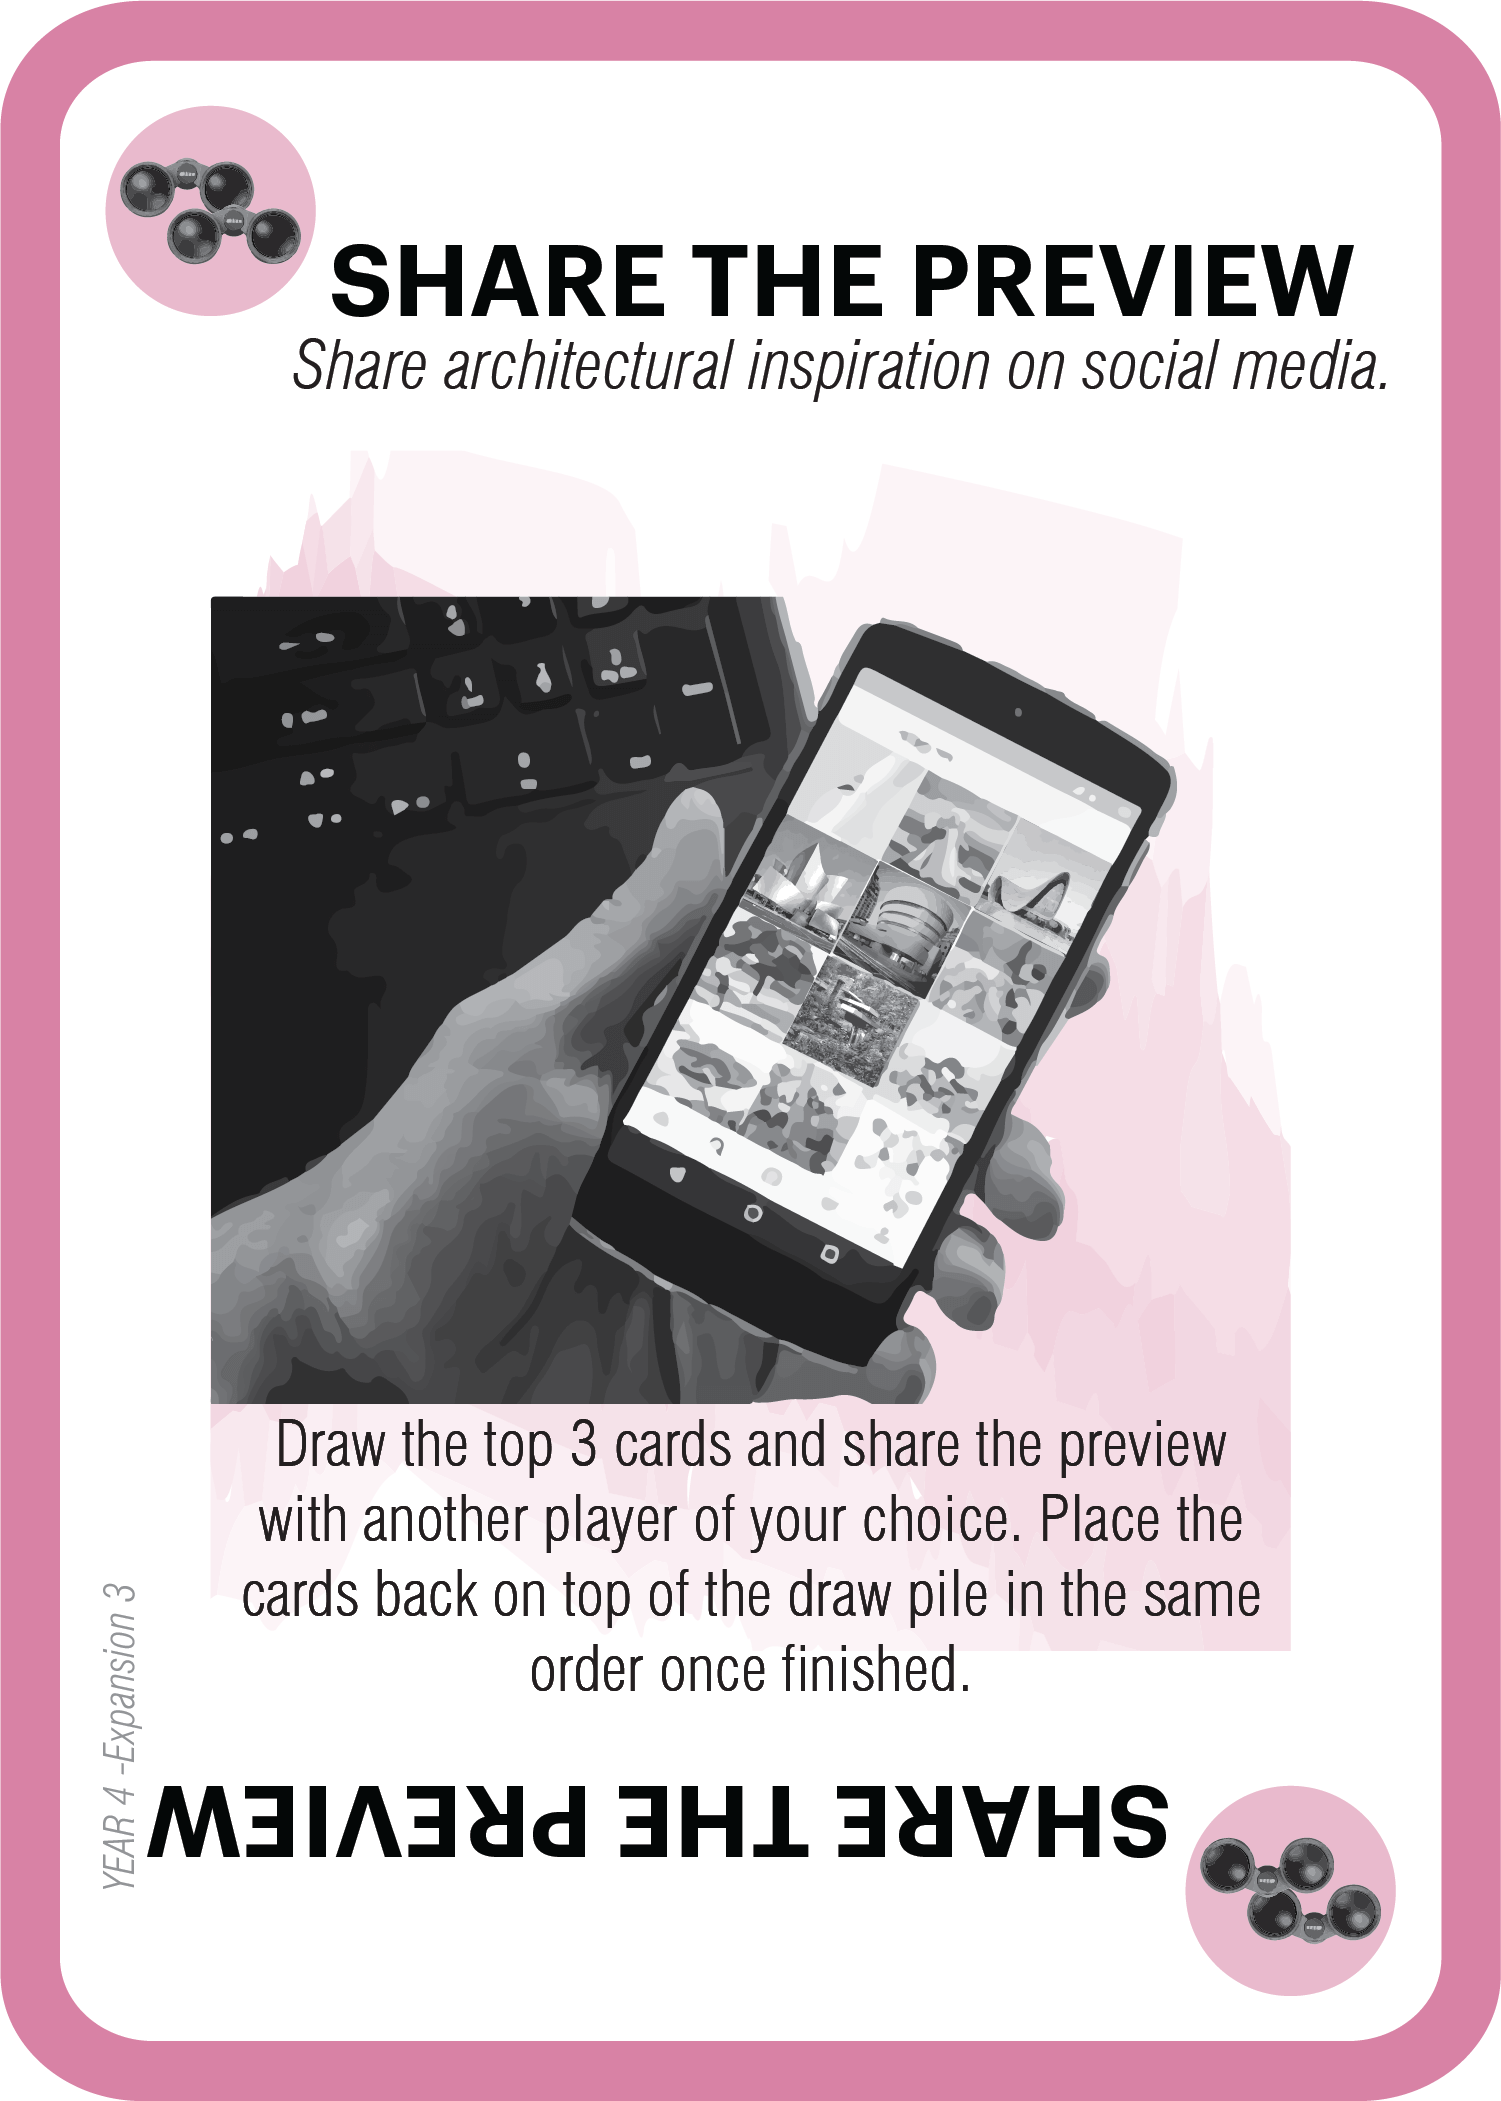 SHARE THE PREVIEW
Share architectural inspiration on social media.
Draw the top 3 cards and share the preview
with another player of your choice. Place the
cards back on top of the draw pile in the same
order once finished.
YEAR 4 -Expansion 3
SHARE THE PREVIEW